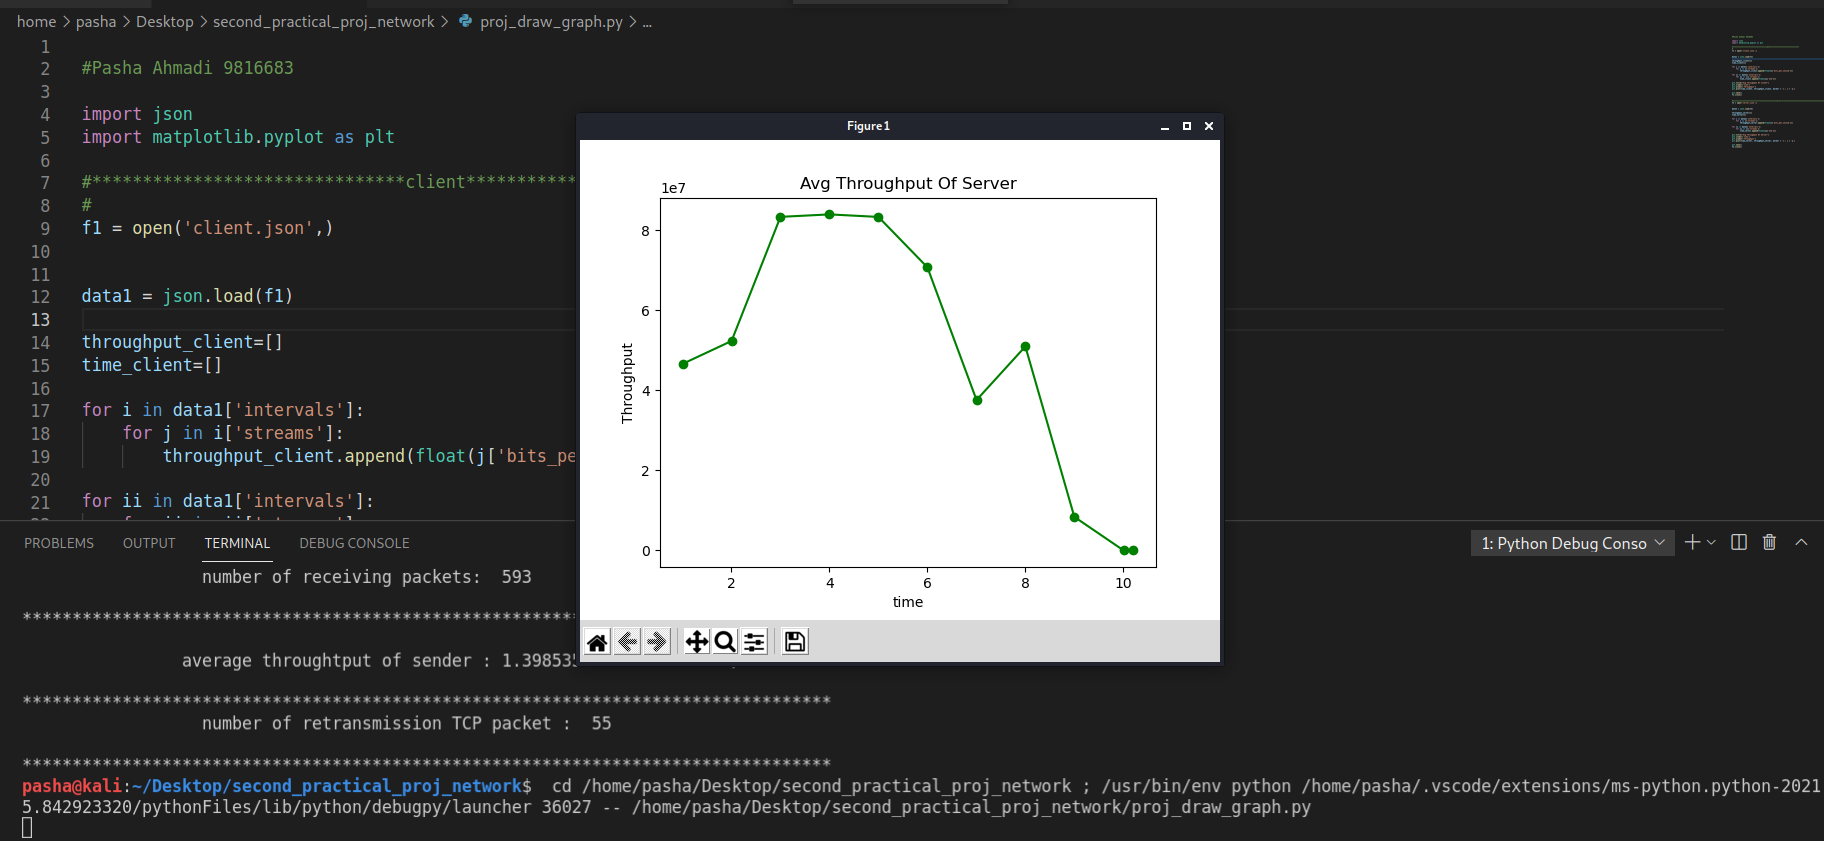 home > pasha > Desktop > second_practical_proj_network > proj_draw_graph.py > ...
1
2 #Pasha Ahmadi 9816683
3
4 import json
5 import matplotlib.pyplot as plt
6
7 #*******************************client***********
8 #
9 f1 = open('client.json',)
10
11
12 data1 = json.load(f1)
13
14 throughput_client=[]
15 time_client=[]
16
17 for i in data1['intervals']:
18 for j in i['streams']:
19 throughput_client.append(float(j['bits_pe
20
21 for ii in data1['intervals']:
Figure1
Avg Throughput Of Server
1e7
8
6
4
2
0
Throughput
2 4 6 8 10
time
PROBLEMS OUTPUT TERMINAL DEBUG CONSOLE
1: Python Debug Conso
number of receiving packets: 593
*******************************************************
average throughtput of sender : 1.39853
*********************************************************************************
number of retransmission TCP packet : 55
*********************************************************************************
pasha@kali:~/Desktop/second_practical_proj_network$ cd /home/pasha/Desktop/second_practical_proj_network ; /usr/bin/env python /home/pasha/.vscode/extensions/ms-python.python-2021
5.842923320/pythonFiles/lib/python/debugpy/launcher 36027 -- /home/pasha/Desktop/second_practical_proj_network/proj_draw_graph.py